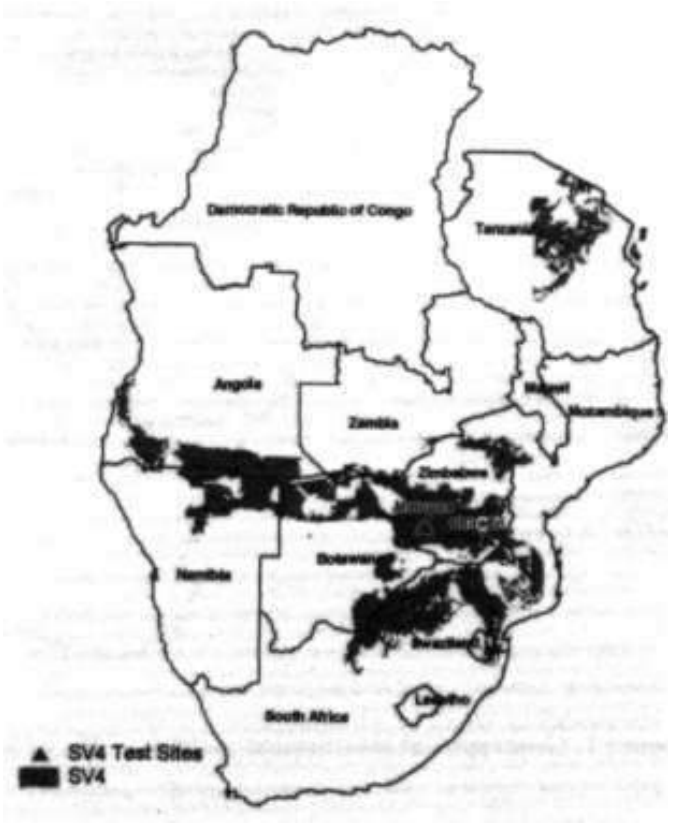 Democratic Republic of Congo
Tanzania
Angola
Malawi
Mozambique
Zambia
Zimbabwe
Botswana
Namibia
Swaziland
Lesotho
South Africa
SV4 Test Sites
SV4